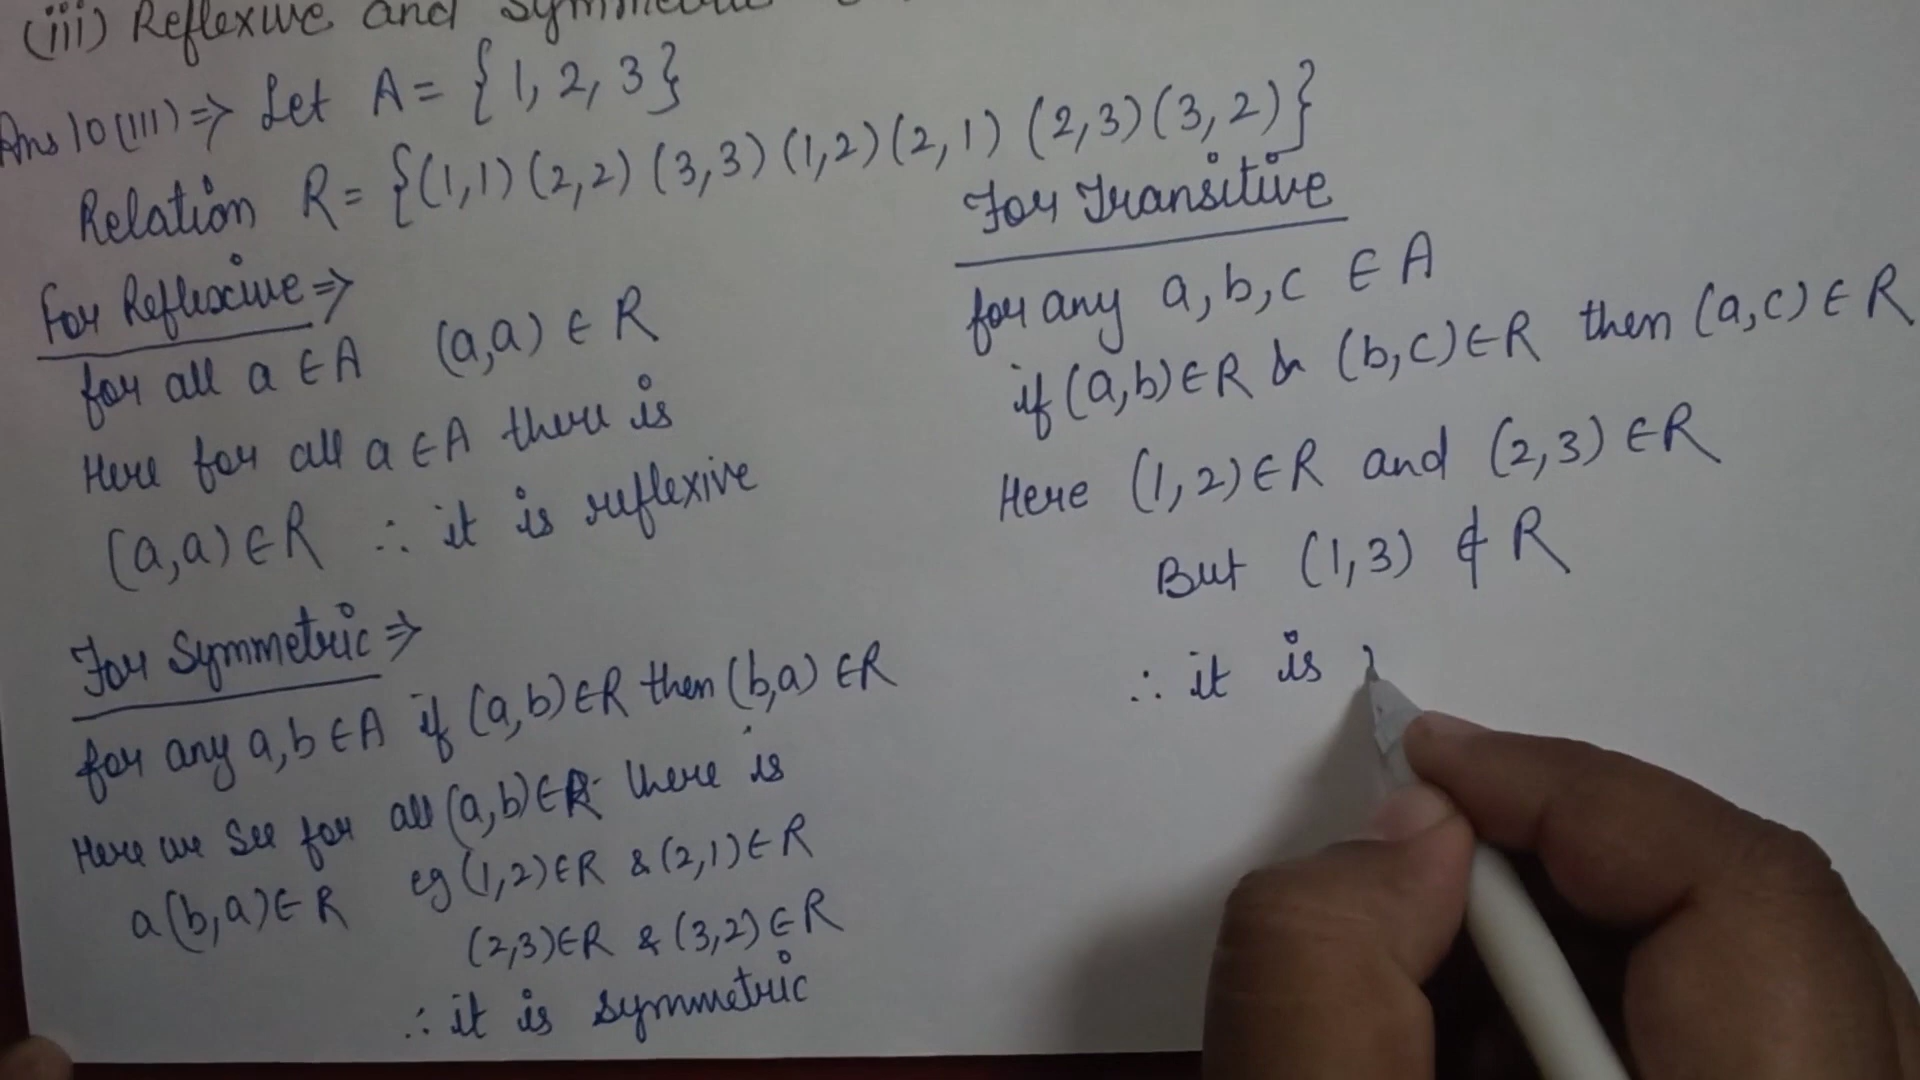 (iii) Reflexive and Symmetric
Ans 10(iii) ⇒ Let A = {1, 2, 3}
Relation R = {(1,1) (2,2) (3,3) (1,2) (2,1) (2,3) (3,2)}
For Reflexive ⇒
for all a ∈ A (a,a) ∈ R
Here for all a ∈ A there is
(a,a) ∈ R ∴ it is reflexive
For Symmetric ⇒
for any a,b ∈ A if (a,b) ∈ R then (b,a) ∈ R
Here we See for all (a,b) ∈ R there is
a (b,a) ∈ R eg (1,2) ∈ R & (2,1) ∈ R
(2,3) ∈ R & (3,2) ∈ R
∴ it is Symmetric
For Transitive
for any a, b, c ∈ A
if (a,b) ∈ R & (b,c) ∈ R then (a,c) ∈ R
Here (1,2) ∈ R and (2,3) ∈ R
But (1,3) ∉ R
∴ it is